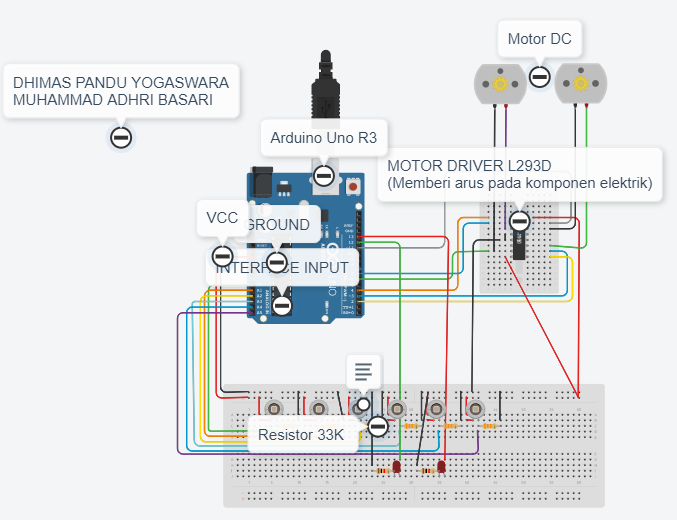 Motor DC
DHIMAS PANDU YOGASWARA
MUHAMMAD ADHRI BASARI
Arduino Uno R3
MOTOR DRIVER L293D
(Memberi arus pada komponen elektrik)
VCC
GROUND
INPUT
Resistor 33K